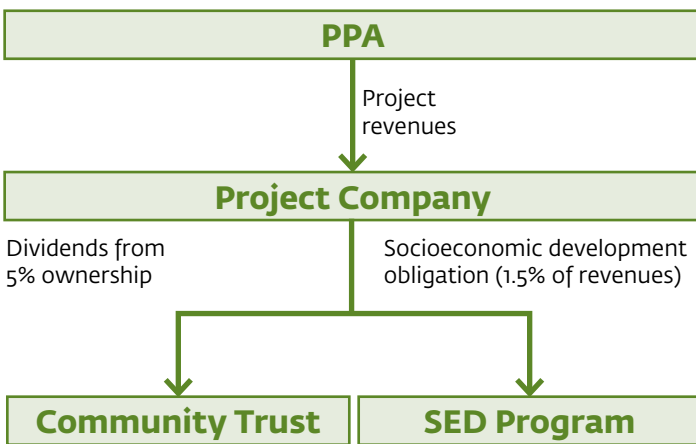 PPA
Project
revenues
Project Company
Dividends from
5% ownership
Socioeconomic development
obligation (1.5% of revenues)
Community Trust
SED Program